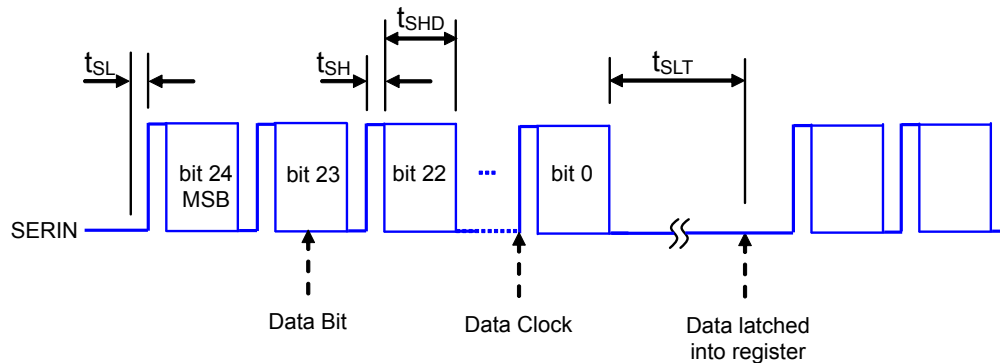 tSHD
tSL
tSH
tSLT
bit 24
MSB
bit 23
bit 22
...
bit 0
SERIN
Data Bit
Data Clock
Data latched
into register